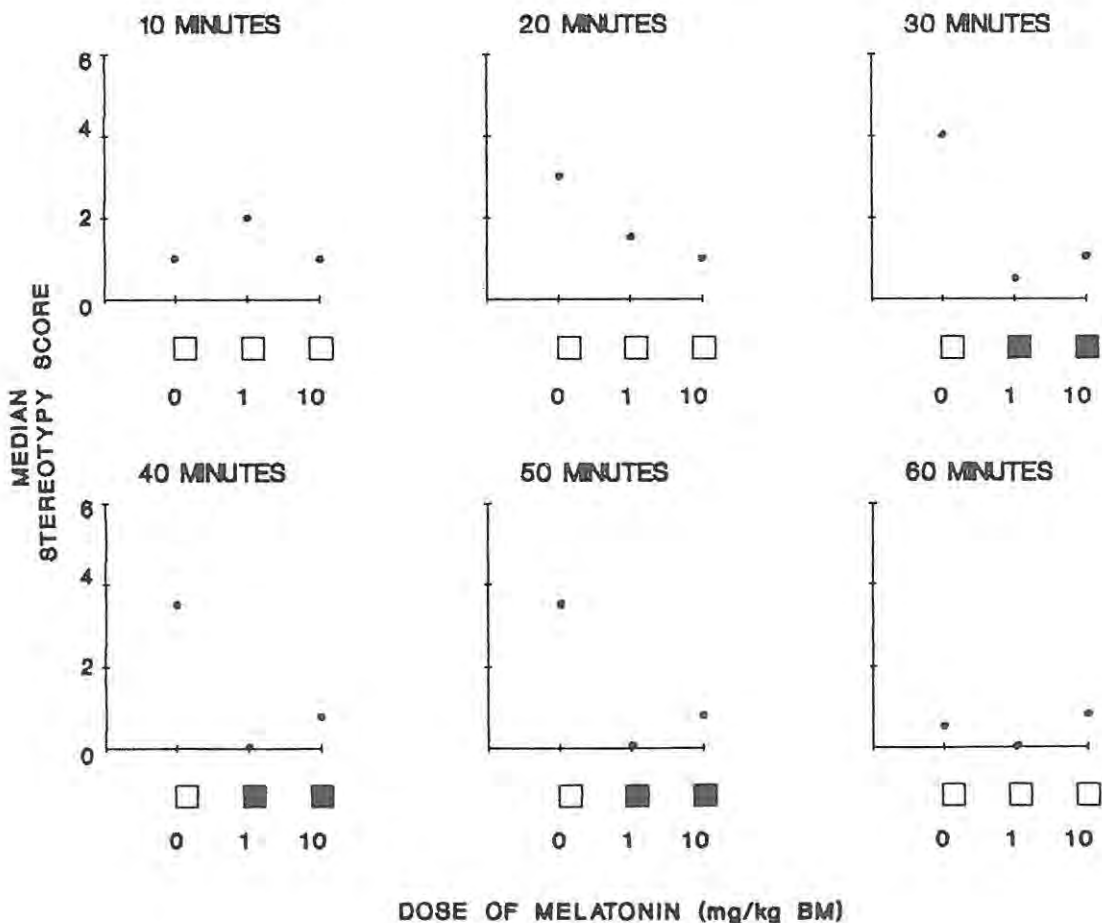 10 MINUTES
20 MINUTES
30 MINUTES
6
4
2
0
0 1 10
0 1 10
0 1 10
MEDIAN
STEREOTYPY SCORE
40 MINUTES
50 MINUTES
60 MINUTES
6
4
2
0
0 1 10
0 1 10
0 1 10
DOSE OF MELATONIN (mg/kg BM)